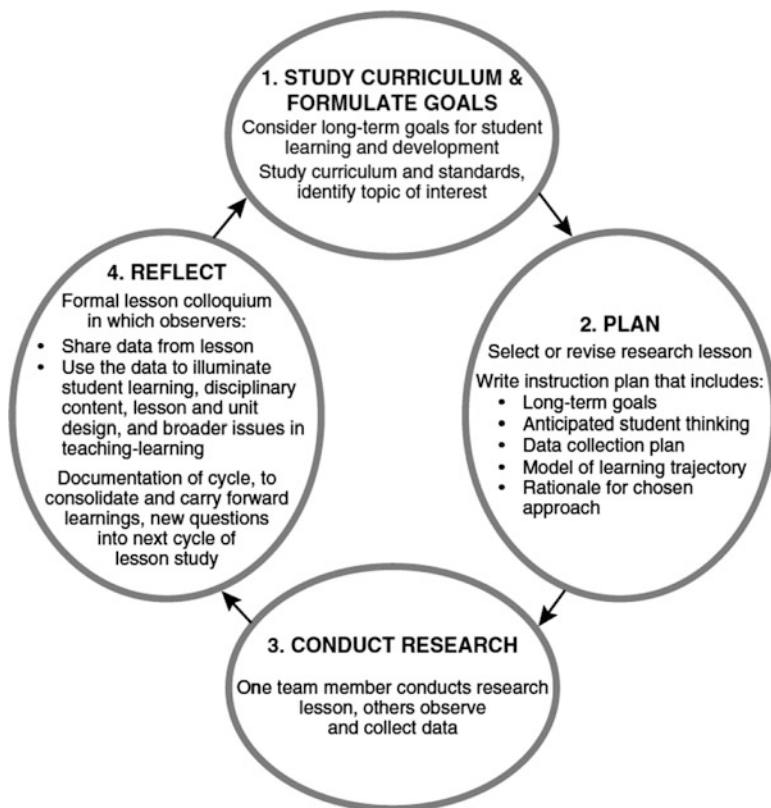 1. STUDY CURRICULUM &
FORMULATE GOALS
Consider long-term goals for student
learning and development
Study curriculum and standards,
identify topic of interest
2. PLAN
Select or revise research lesson
Write instruction plan that includes:
• Long-term goals
• Anticipated student thinking
• Data collection plan
• Model of learning trajectory
• Rationale for chosen
approach
3. CONDUCT RESEARCH
One team member conducts research
lesson, others observe
and collect data
4. REFLECT
Formal lesson colloquium
in which observers:
• Share data from lesson
• Use the data to illuminate
student learning, disciplinary
content, lesson and unit
design, and broader issues in
teaching-learning
Documentation of cycle, to
consolidate and carry forward
learnings, new questions
into next cycle of
lesson study